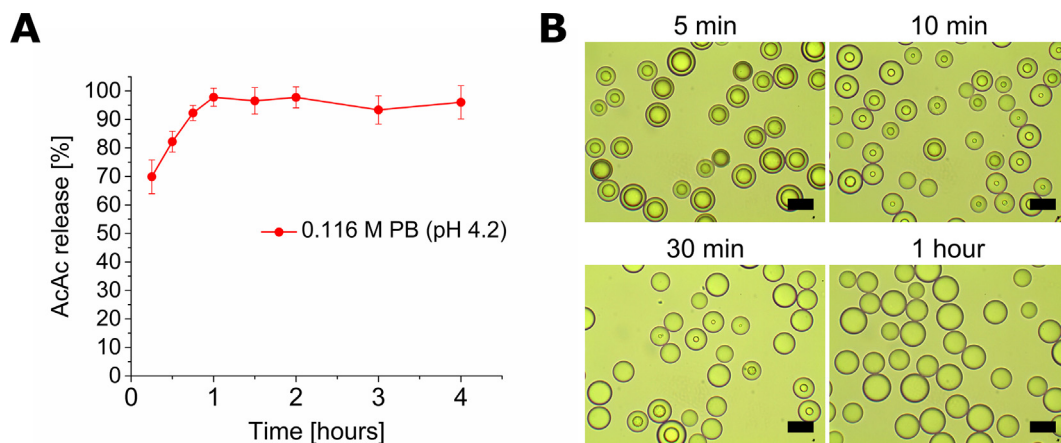 A
100
90
80
70
60
50
40
30
20
10
0
AcAc release [%]
0.116 M PB (pH 4.2)
0 1 2 3 4
Time [hours]
B
5 min 10 min
30 min 1 hour